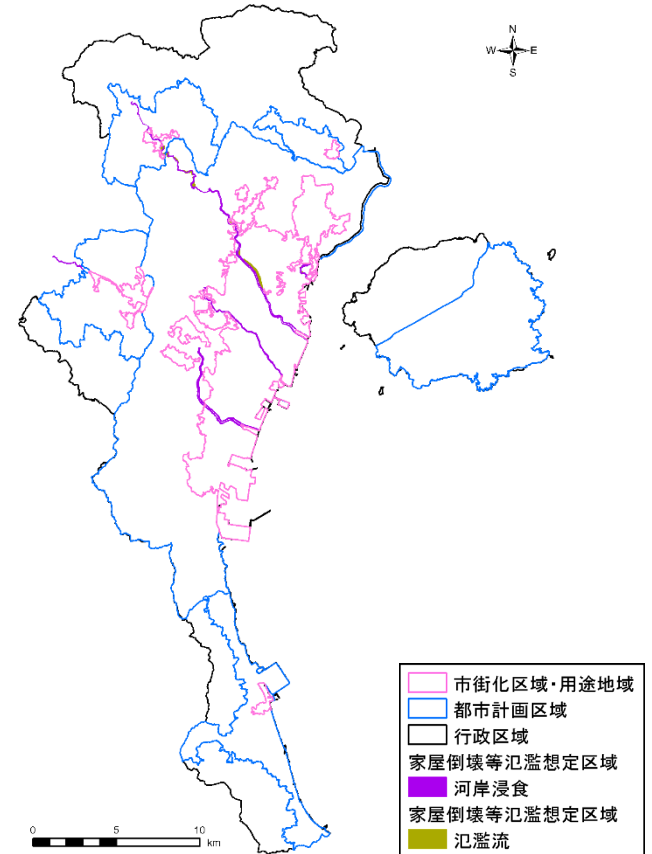 N
W E
S
市街化区域・用途地域
都市計画区域
行政区域
家屋倒壊等氾濫想定区域
河岸浸食
家屋倒壊等氾濫想定区域
氾濫流
0 5 10
km